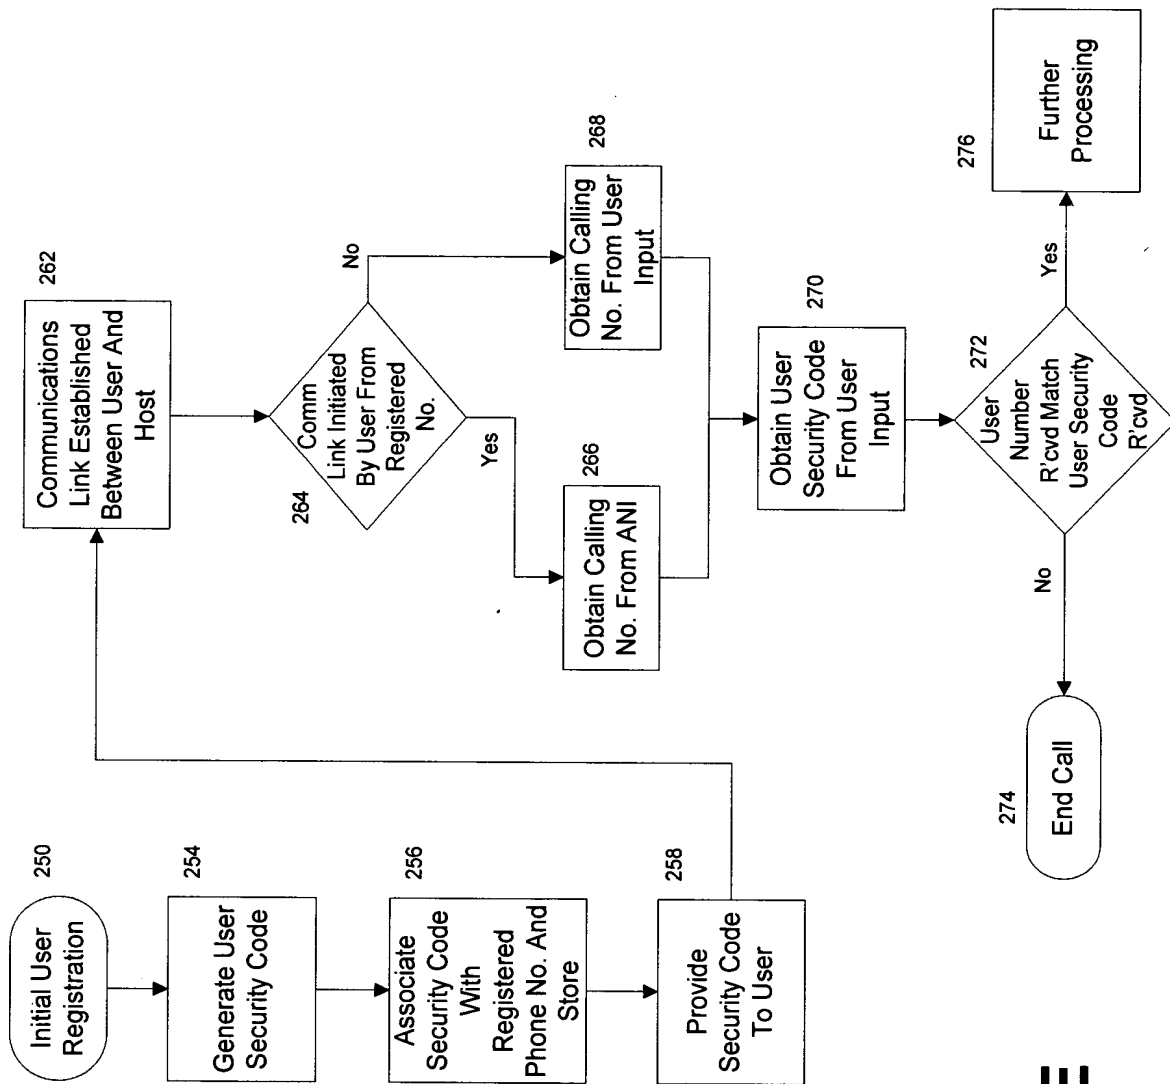 250
Initial User
Registration
254
Generate User
Security Code
256
Associate
Security Code
With
Registered
Phone No. And
Store
258
Provide
Security Code
To User
262
Communications
Link Established
Between User And
Host
264
Comm
Link Initiated
By User From
Registered
No.
Yes
No
266
Obtain Calling
No. From ANI
268
Obtain Calling
No. From User
Input
270
Obtain User
Security Code
From User
Input
272
User
Number
R'cvd Match
User Security
Code
R'cvd
No
Yes
274
End Call
276
Further
Processing